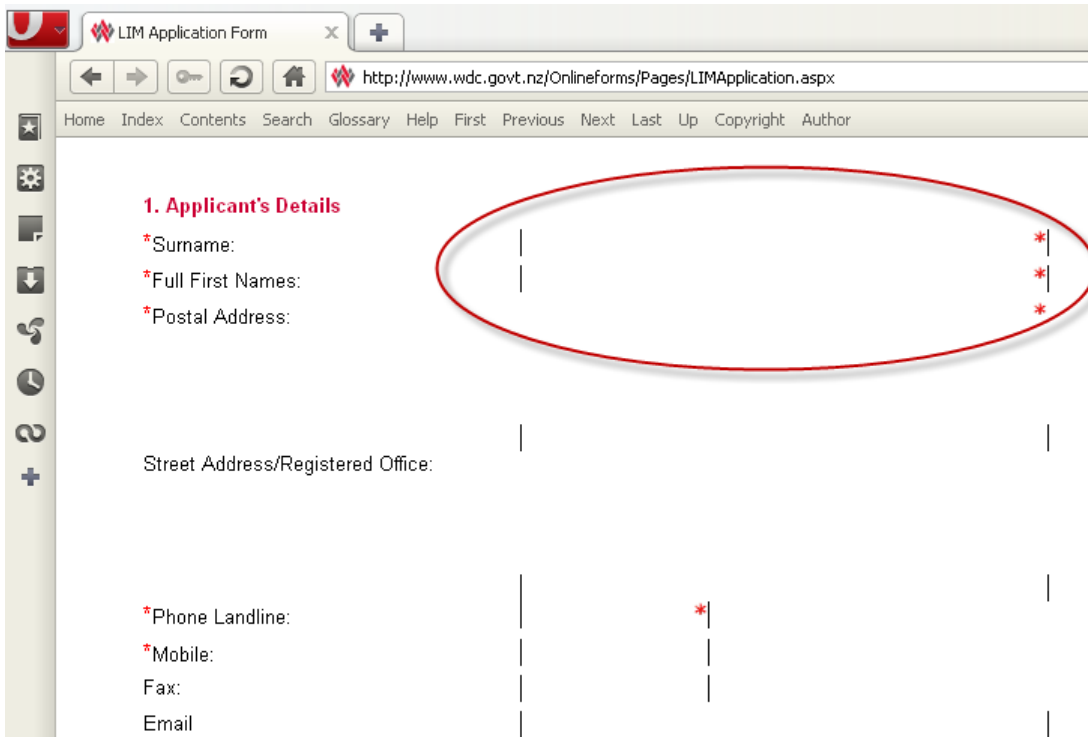 LIM Application Form
http://www.wdc.govt.nz/Onlineforms/Pages/LIMApplication.aspx
Home Index Contents Search Glossary Help First Previous Next Last Up Copyright Author
1. Applicant's Details
*Surname: *
*Full First Names: *
*Postal Address: *
Street Address/Registered Office:
*Phone Landline: *
*Mobile:
Fax:
Email